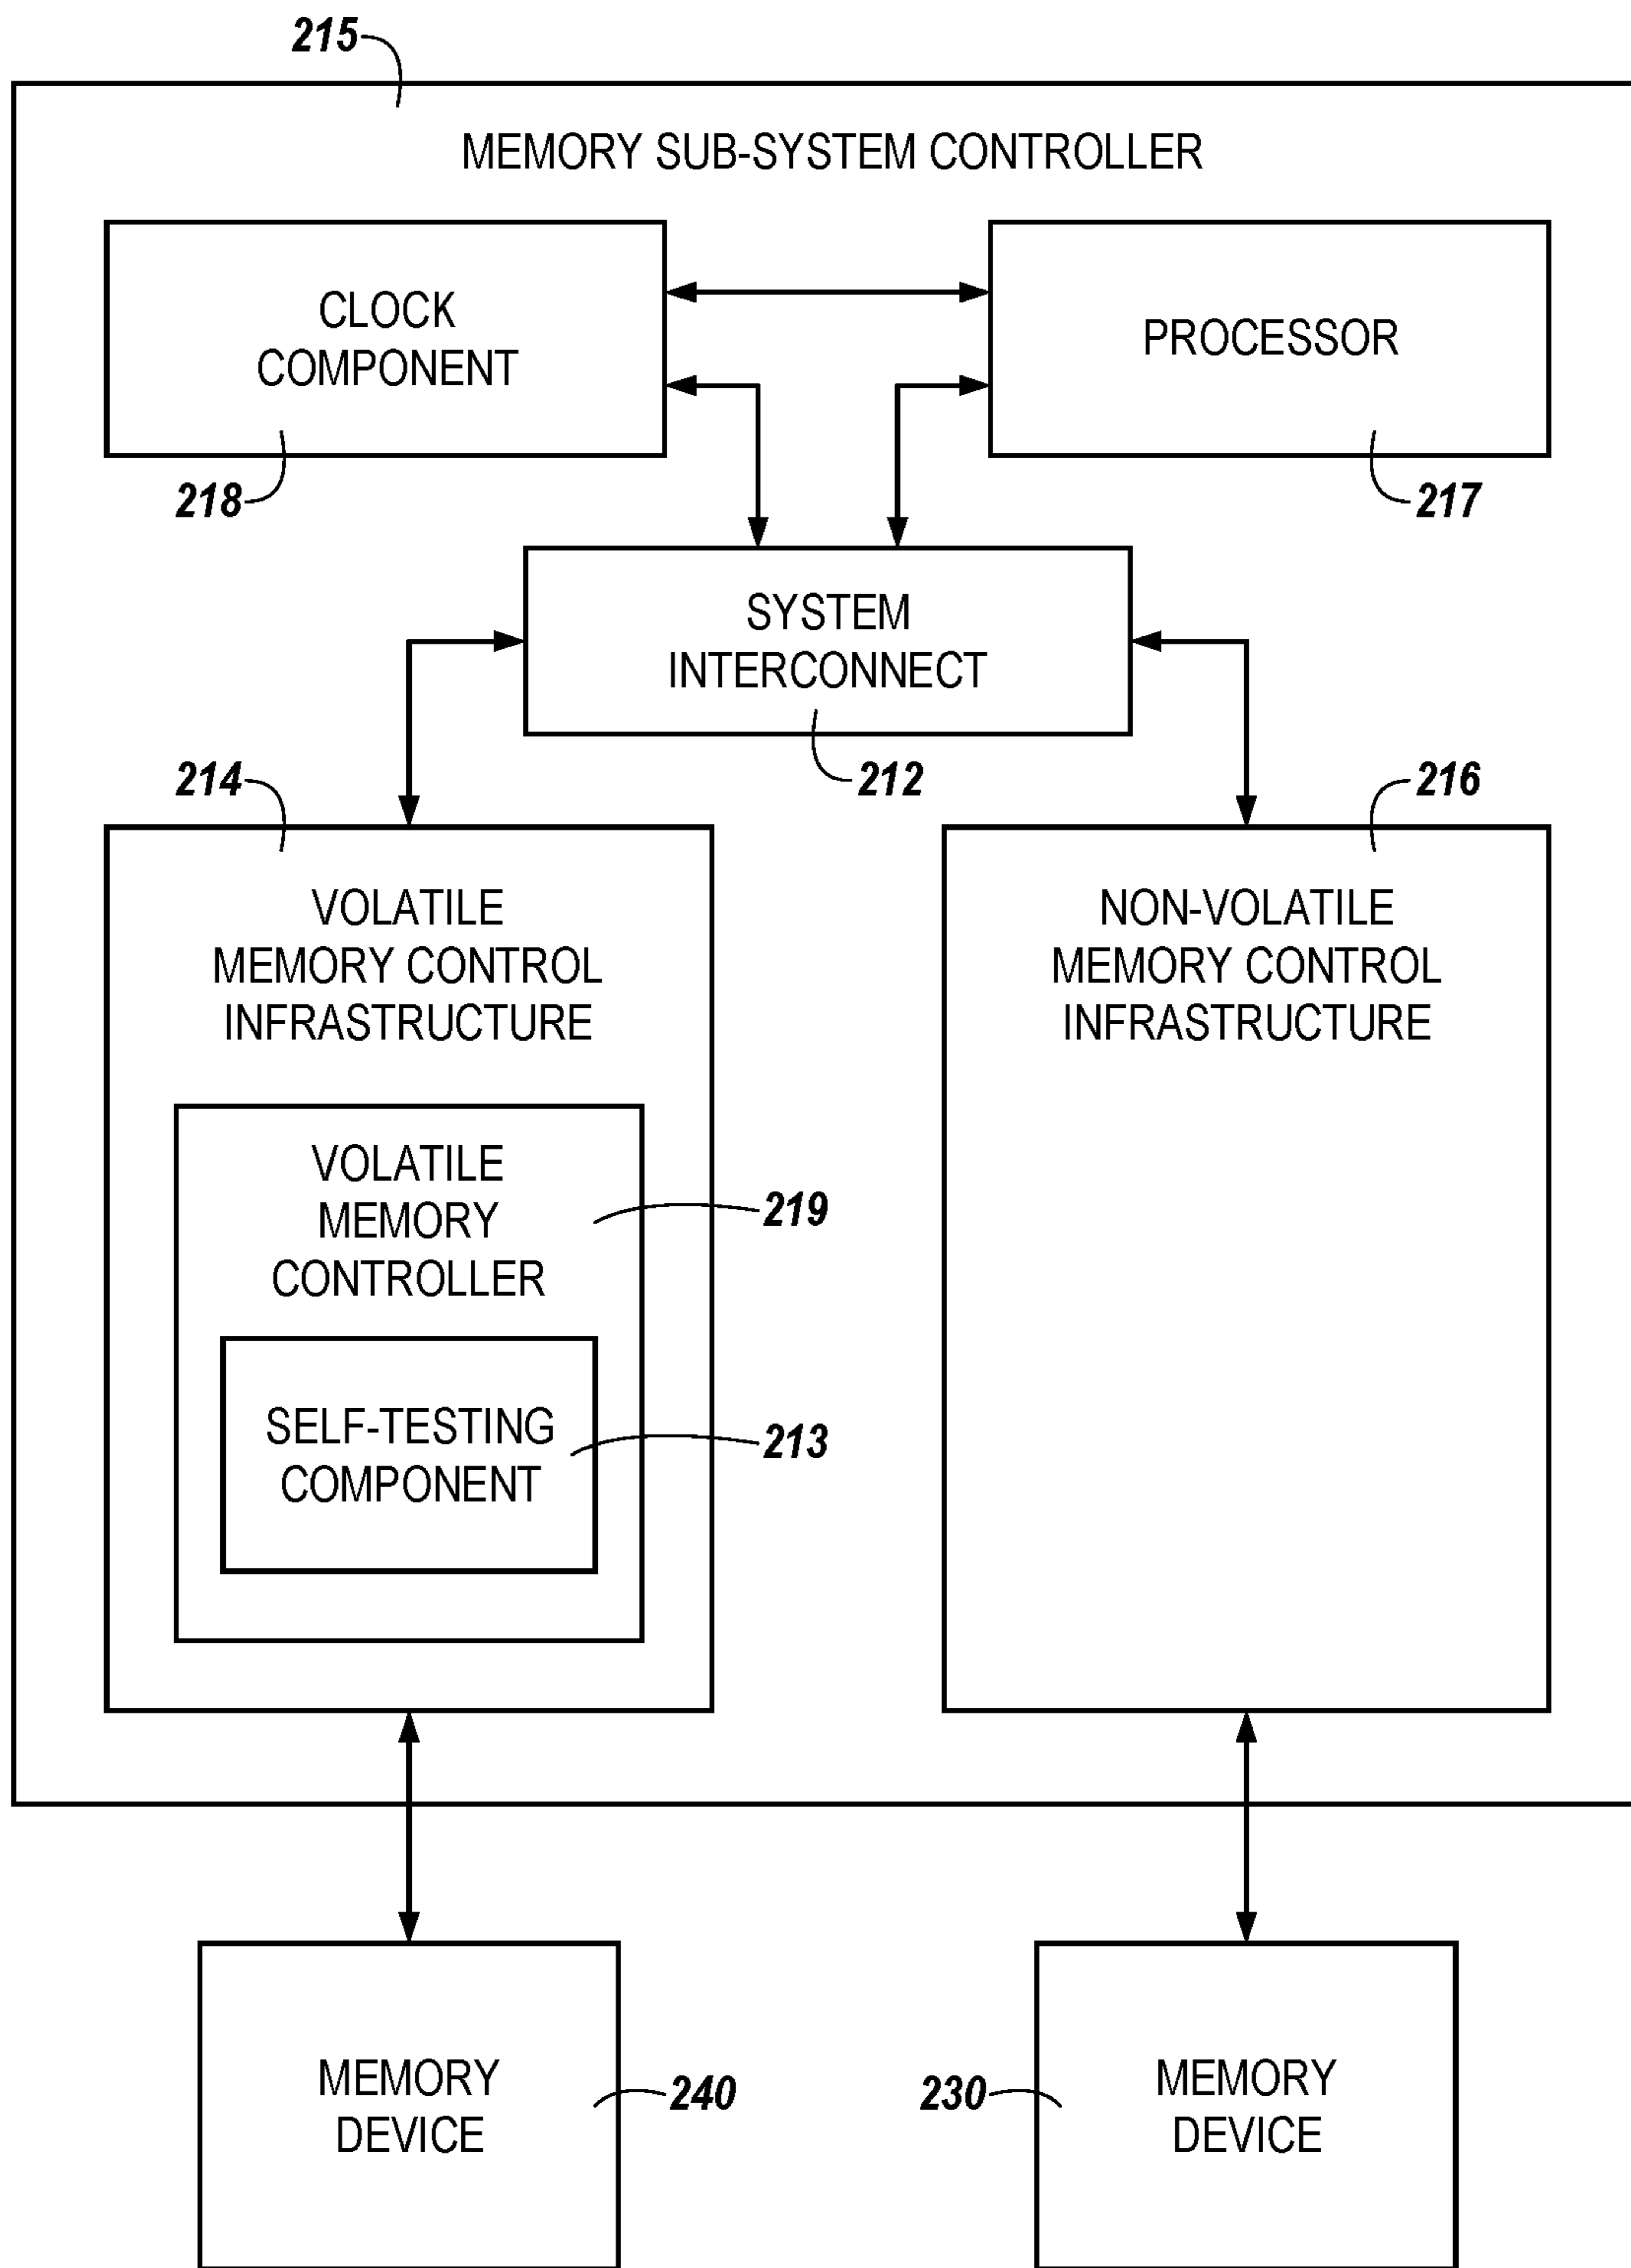 215
MEMORY SUB-SYSTEM CONTROLLER
CLOCK
COMPONENT
PROCESSOR
218
217
SYSTEM
INTERCONNECT
214
212
216
VOLATILE
MEMORY CONTROL
INFRASTRUCTURE
NON-VOLATILE
MEMORY CONTROL
INFRASTRUCTURE
VOLATILE
MEMORY
CONTROLLER
219
SELF-TESTING
COMPONENT
213
MEMORY
DEVICE
240
230
MEMORY
DEVICE